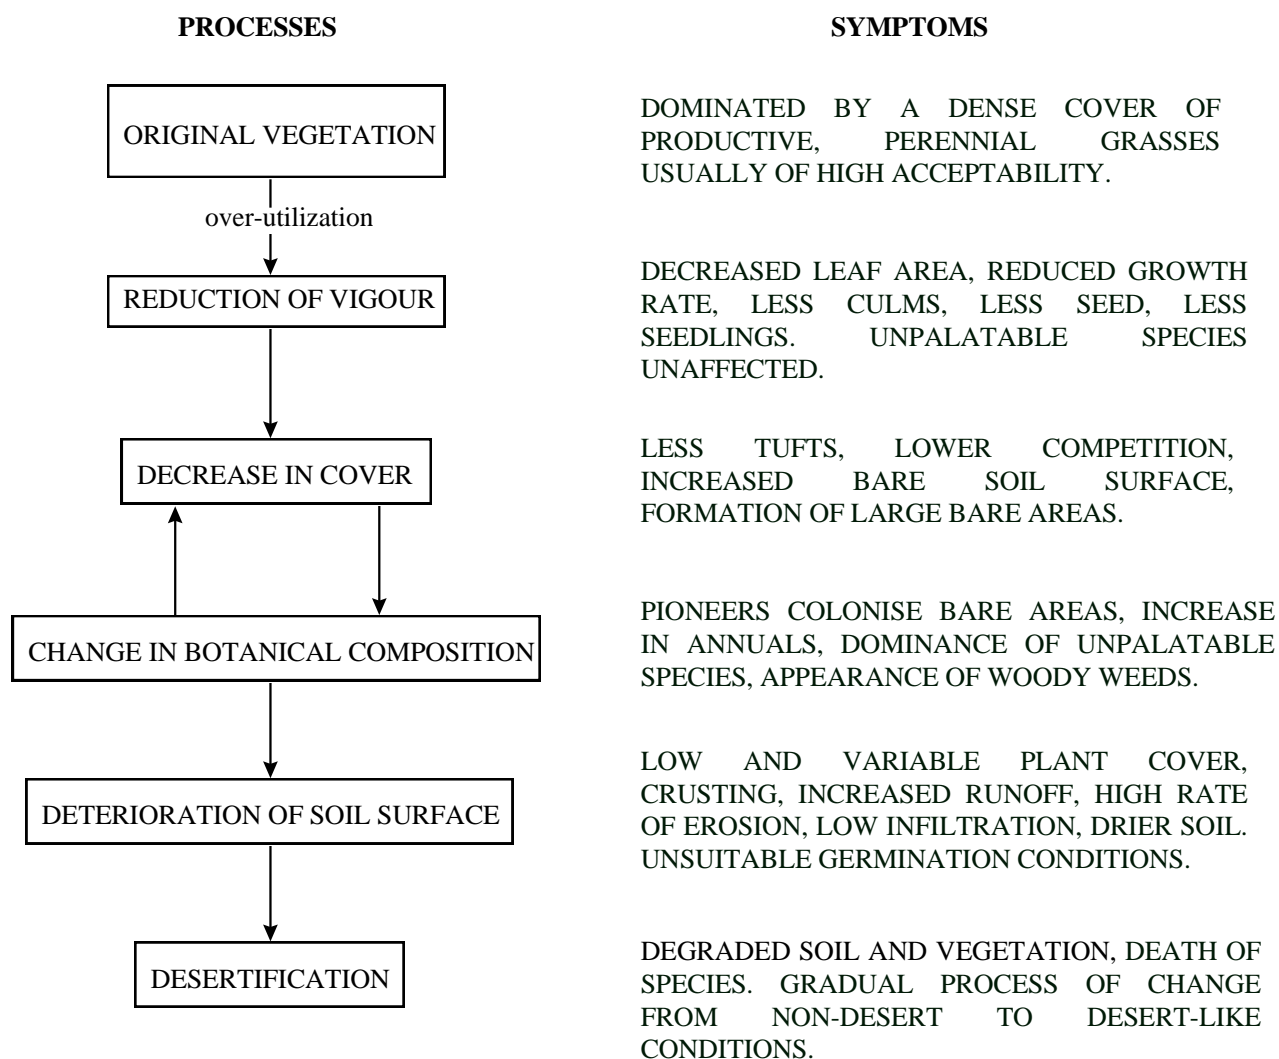 PROCESSES
SYMPTOMS
ORIGINAL VEGETATION
DOMINATED BY A DENSE COVER OF
PRODUCTIVE, PERENNIAL GRASSES
USUALLY OF HIGH ACCEPTABILITY.
over-utilization
REDUCTION OF VIGOUR
DECREASED LEAF AREA, REDUCED GROWTH
RATE, LESS CULMS, LESS SEED, LESS
SEEDLINGS. UNPALATABLE SPECIES
UNAFFECTED.
DECREASE IN COVER
LESS TUFTS, LOWER COMPETITION,
INCREASED BARE SOIL SURFACE,
FORMATION OF LARGE BARE AREAS.
CHANGE IN BOTANICAL COMPOSITION
PIONEERS COLONISE BARE AREAS, INCREASE
IN ANNUALS, DOMINANCE OF UNPALATABLE
SPECIES, APPEARANCE OF WOODY WEEDS.
DETERIORATION OF SOIL SURFACE
LOW AND VARIABLE PLANT COVER,
CRUSTING, INCREASED RUNOFF, HIGH RATE
OF EROSION, LOW INFILTRATION, DRIER SOIL.
UNSUITABLE GERMINATION CONDITIONS.
DESERTIFICATION
DEGRADED SOIL AND VEGETATION, DEATH OF
SPECIES. GRADUAL PROCESS OF CHANGE
FROM NON-DESERT TO DESERT-LIKE
CONDITIONS.